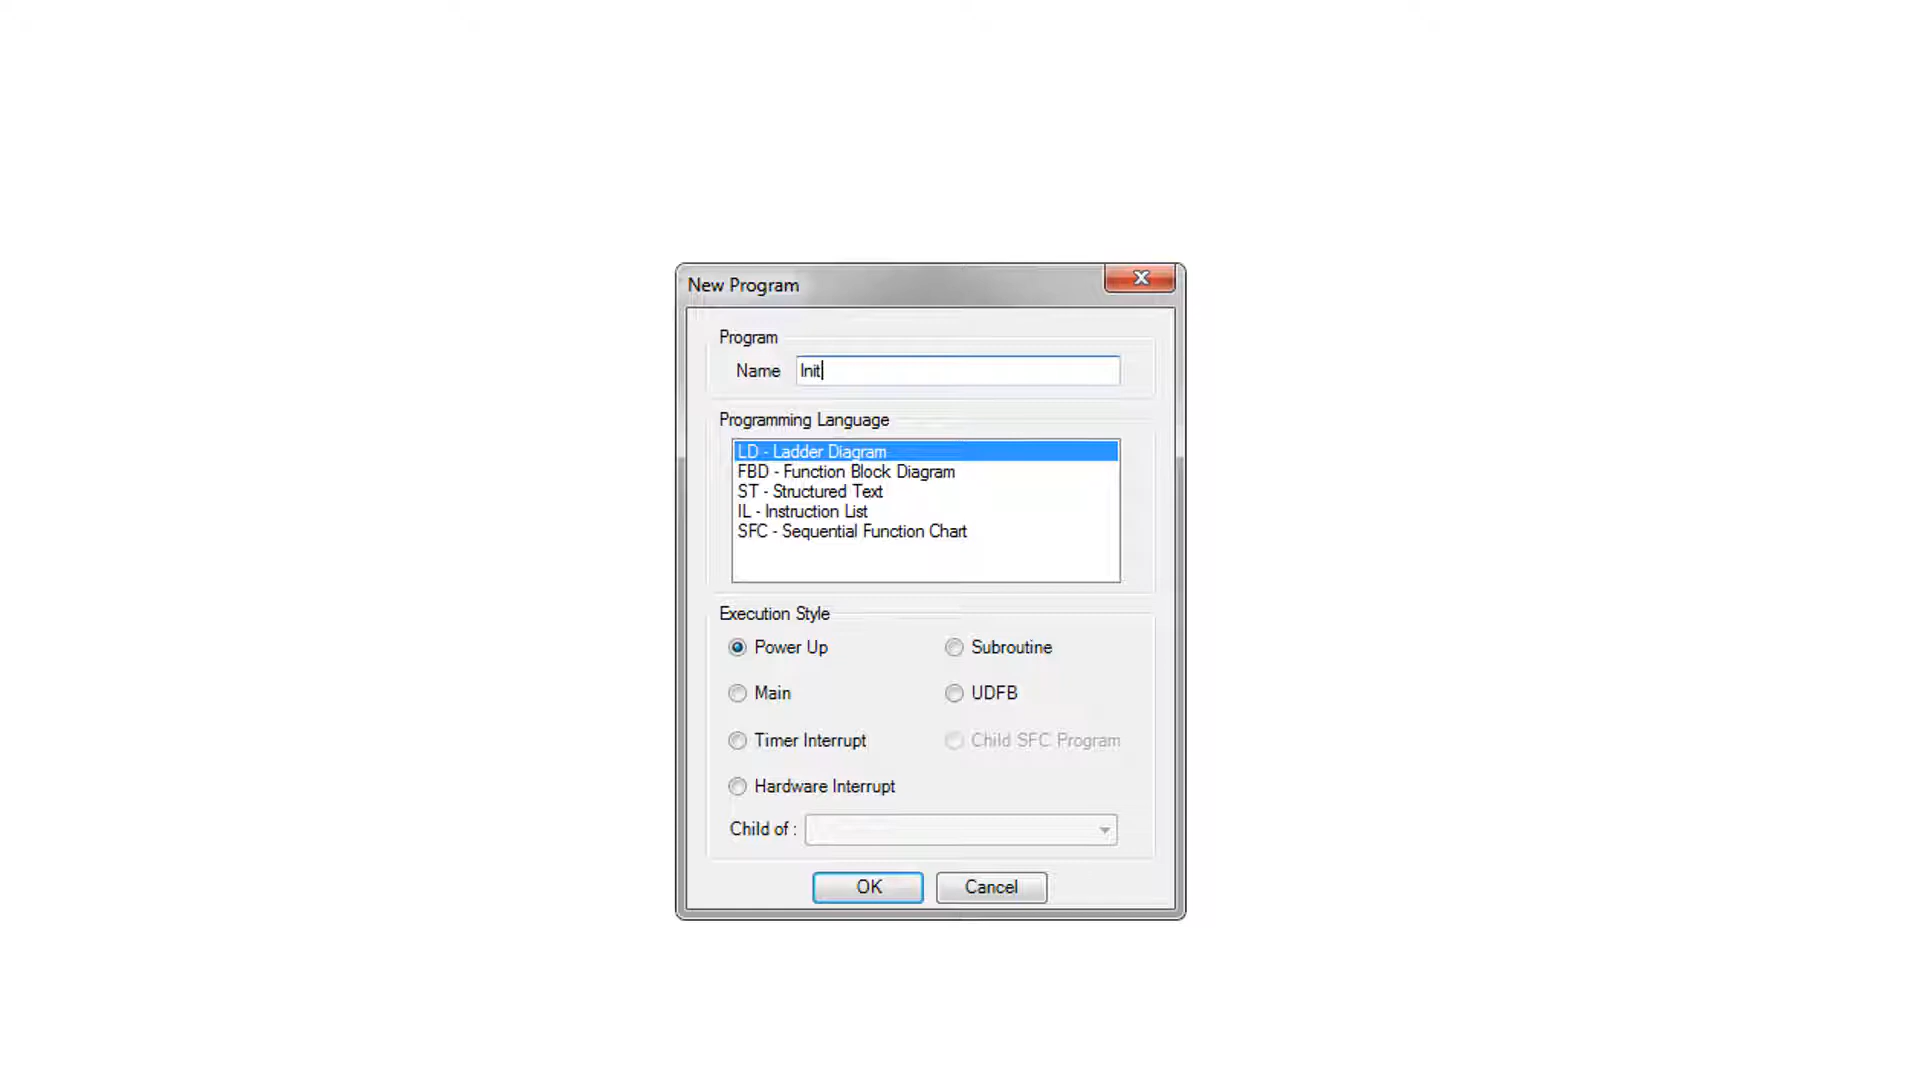 New Program
Program
Name Init
Programming Language
LD - Ladder Diagram
FBD - Function Block Diagram
ST - Structured Text
IL - Instruction List
SFC - Sequential Function Chart
Execution Style
Power Up Subroutine
Main UDFB
Timer Interrupt Child SFC Program
Hardware Interrupt
Child of :
OK Cancel